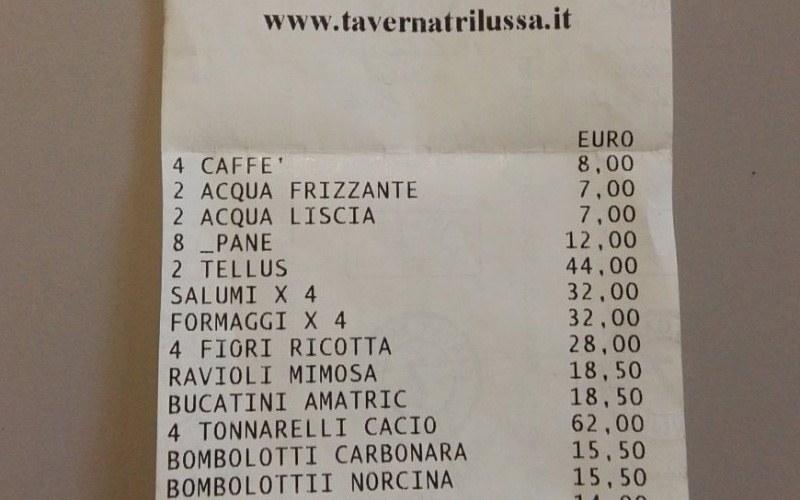 www.tavernatrilussa.it
EURO
4 CAFFE' 8,00
2 ACQUA FRIZZANTE 7,00
2 ACQUA LISCIA 7,00
8 _PANE 12,00
2 TELLUS 44,00
SALUMI X 4 32,00
FORMAGGI X 4 32,00
4 FIORI RICOTTA 28,00
RAVIOLI MIMOSA 18,50
BUCATINI AMATRIC 18,50
4 TONNARELLI CACIO 62,00
BOMBOLOTTI CARBONARA 15,50
BOMBOLOTTII NORCINA 15,50